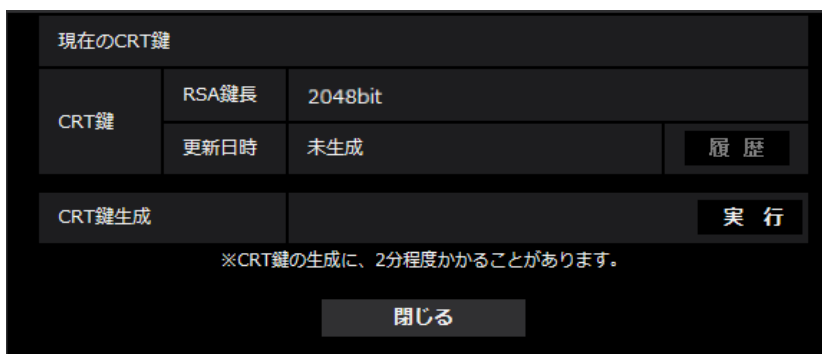 現在のCRT鍵
CRT鍵
RSA鍵長
2048bit
更新日時
未生成
履 歴
CRT鍵生成
実 行
※CRT鍵の生成に、2分程度かかることがあります。
閉じる